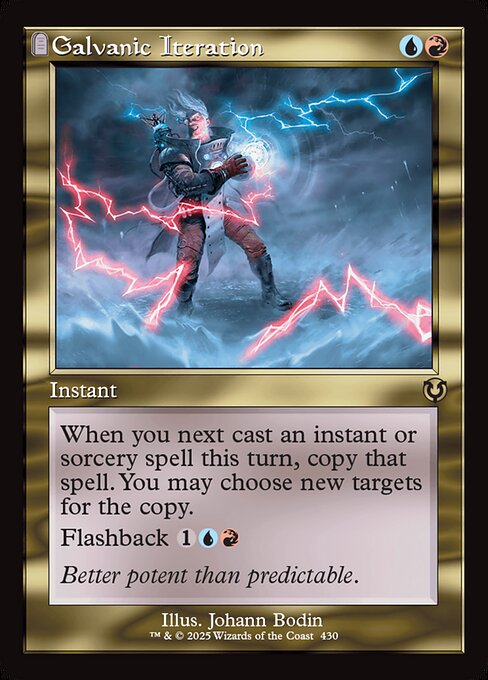 Galvanic Iteration
Instant
When you next cast an instant or
sorcery spell this turn, copy that
spell. You may choose new targets
for the copy.
Flashback 1
Better potent than predictable.
Illus. Johann Bodin
™ & © 2025 Wizards of the Coast 430